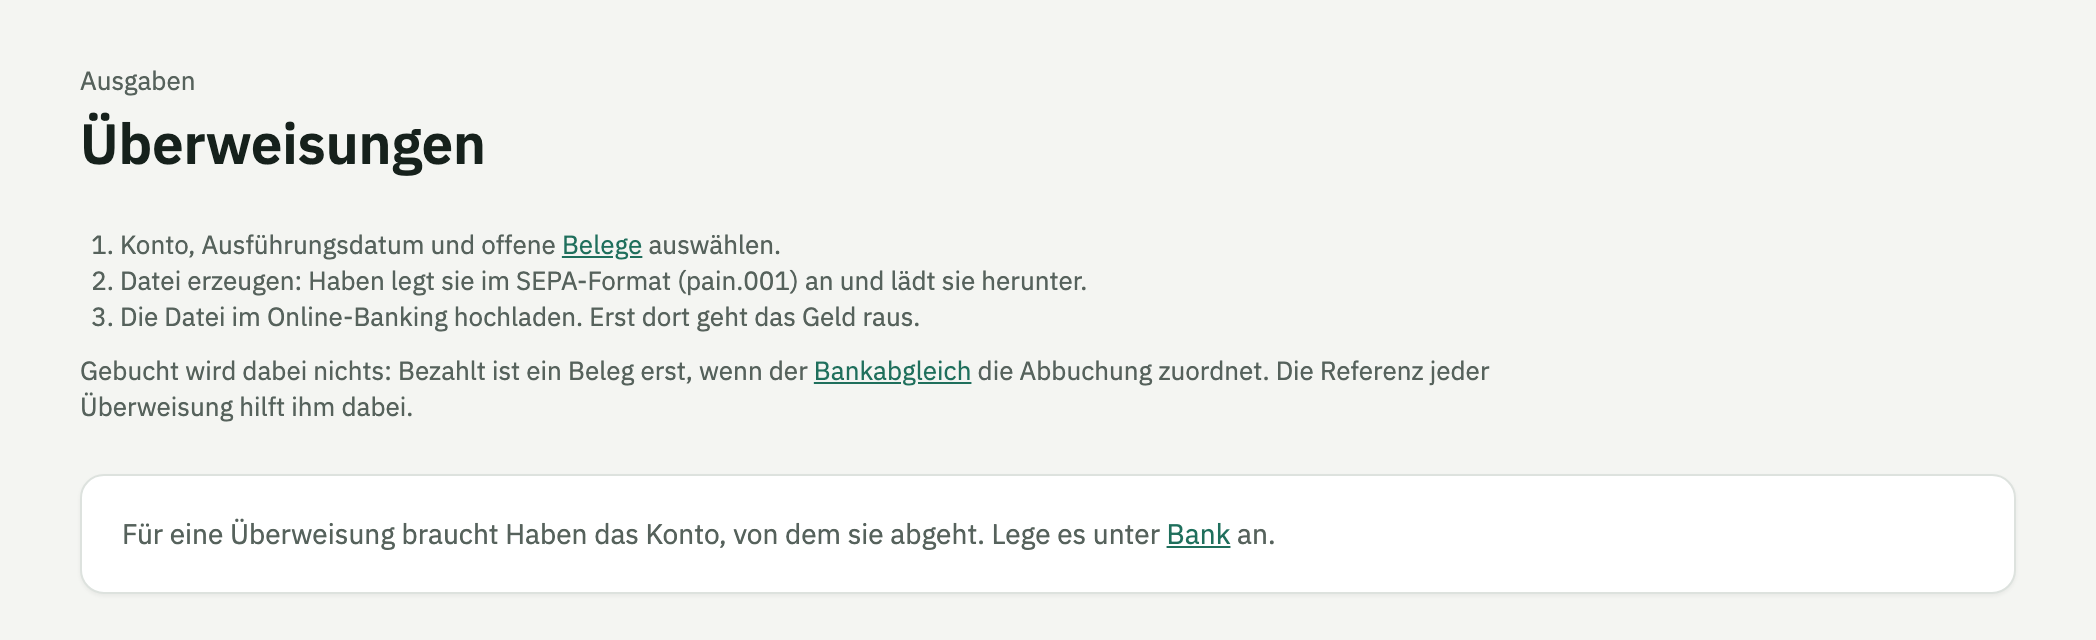 Ausgaben
Überweisungen
1. Konto, Ausführungsdatum und offene Belege auswählen.
2. Datei erzeugen: Haben legt sie im SEPA-Format (pain.001) an und lädt sie herunter.
3. Die Datei im Online-Banking hochladen. Erst dort geht das Geld raus.
Gebucht wird dabei nichts: Bezahlt ist ein Beleg erst, wenn der Bankabgleich die Abbuchung zuordnet. Die Referenz jeder
Überweisung hilft ihm dabei.
Für eine Überweisung braucht Haben das Konto, von dem sie abgeht. Lege es unter Bank an.